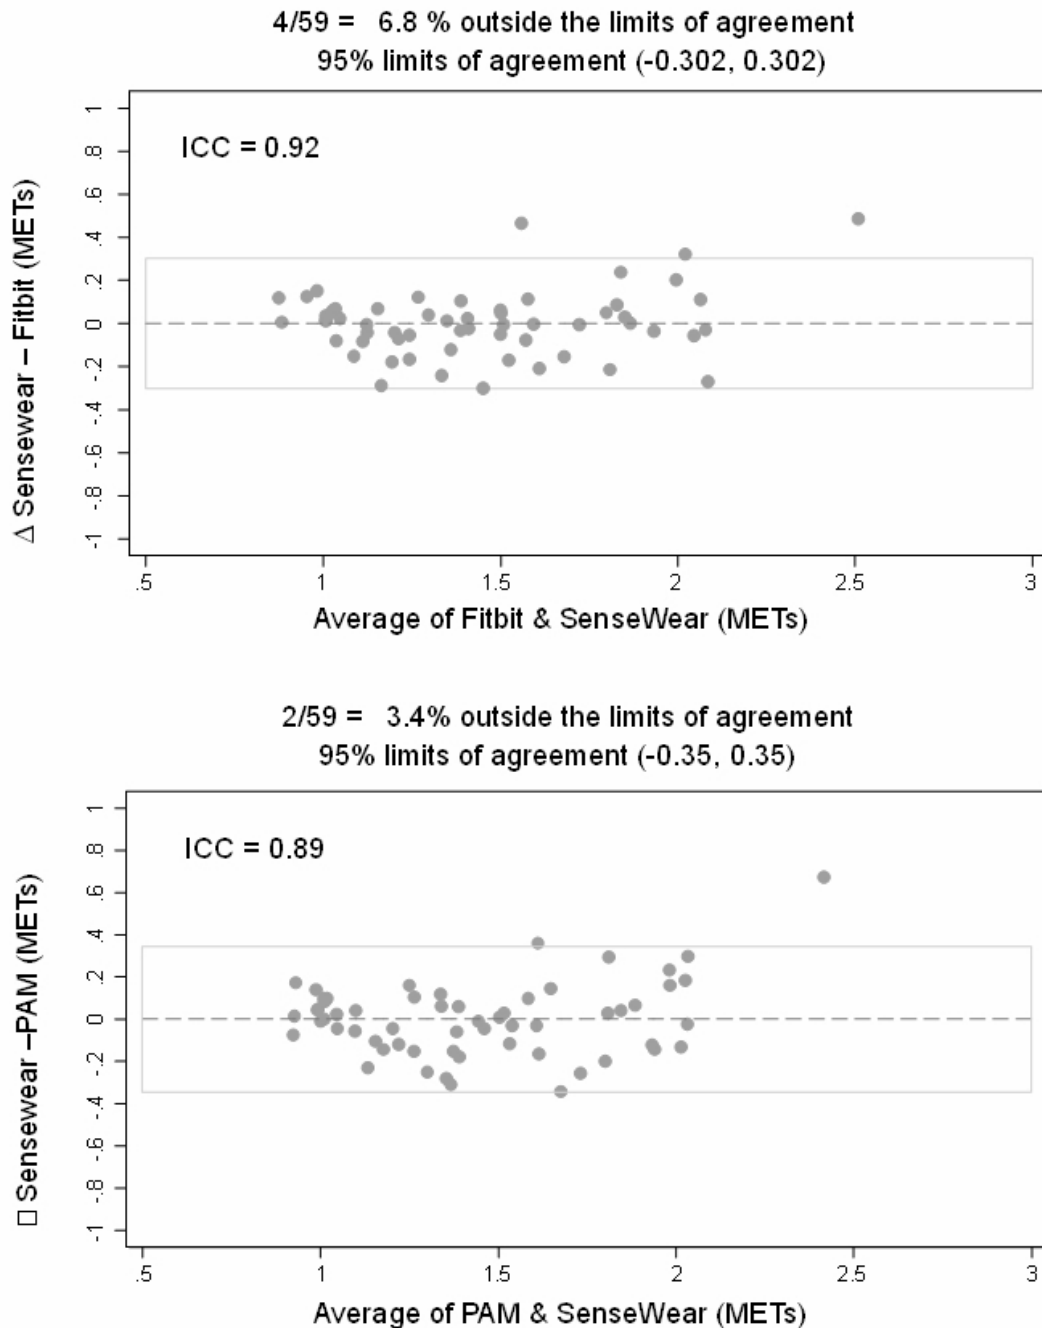 4/59 = 6.8 % outside the limits of agreement
95% limits of agreement (-0.302, 0.302)
ICC = 0.92
Δ Sensewear – Fitbit (METs)
1
.8
.6
.4
.2
0
-.2
-.4
-.6
-.8
-1
.5 1 1.5 2 2.5 3
Average of Fitbit & SenseWear (METs)
2/59 = 3.4% outside the limits of agreement
95% limits of agreement (-0.35, 0.35)
ICC = 0.89
□ Sensewear –PAM (METs)
1
.8
.6
.4
.2
0
-.2
-.4
-.6
-.8
-1
.5 1 1.5 2 2.5 3
Average of PAM & SenseWear (METs)